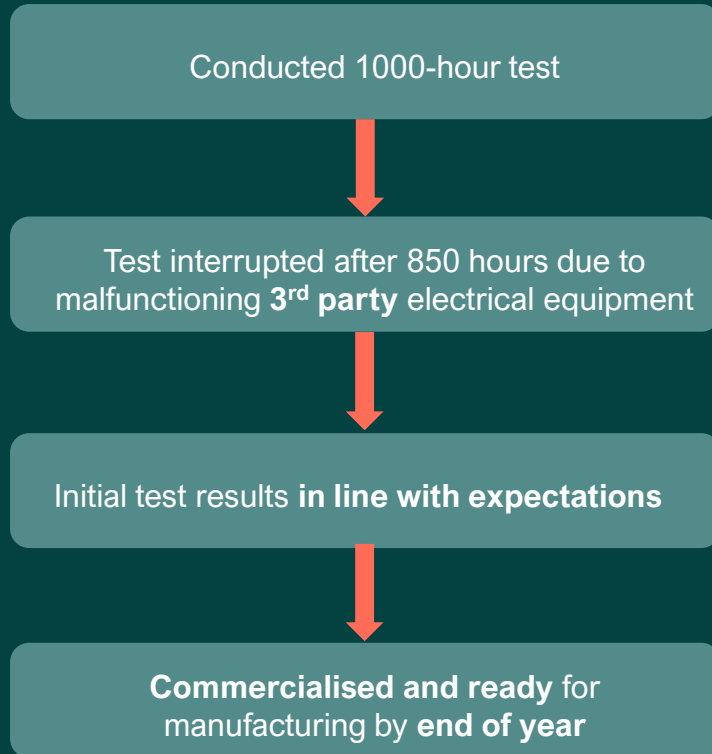 Conducted 1000-hour test
Test interrupted after 850 hours due to
malfunctioning 3rd party electrical equipment
Initial test results in line with expectations
Commercialised and ready for
manufacturing by end of year